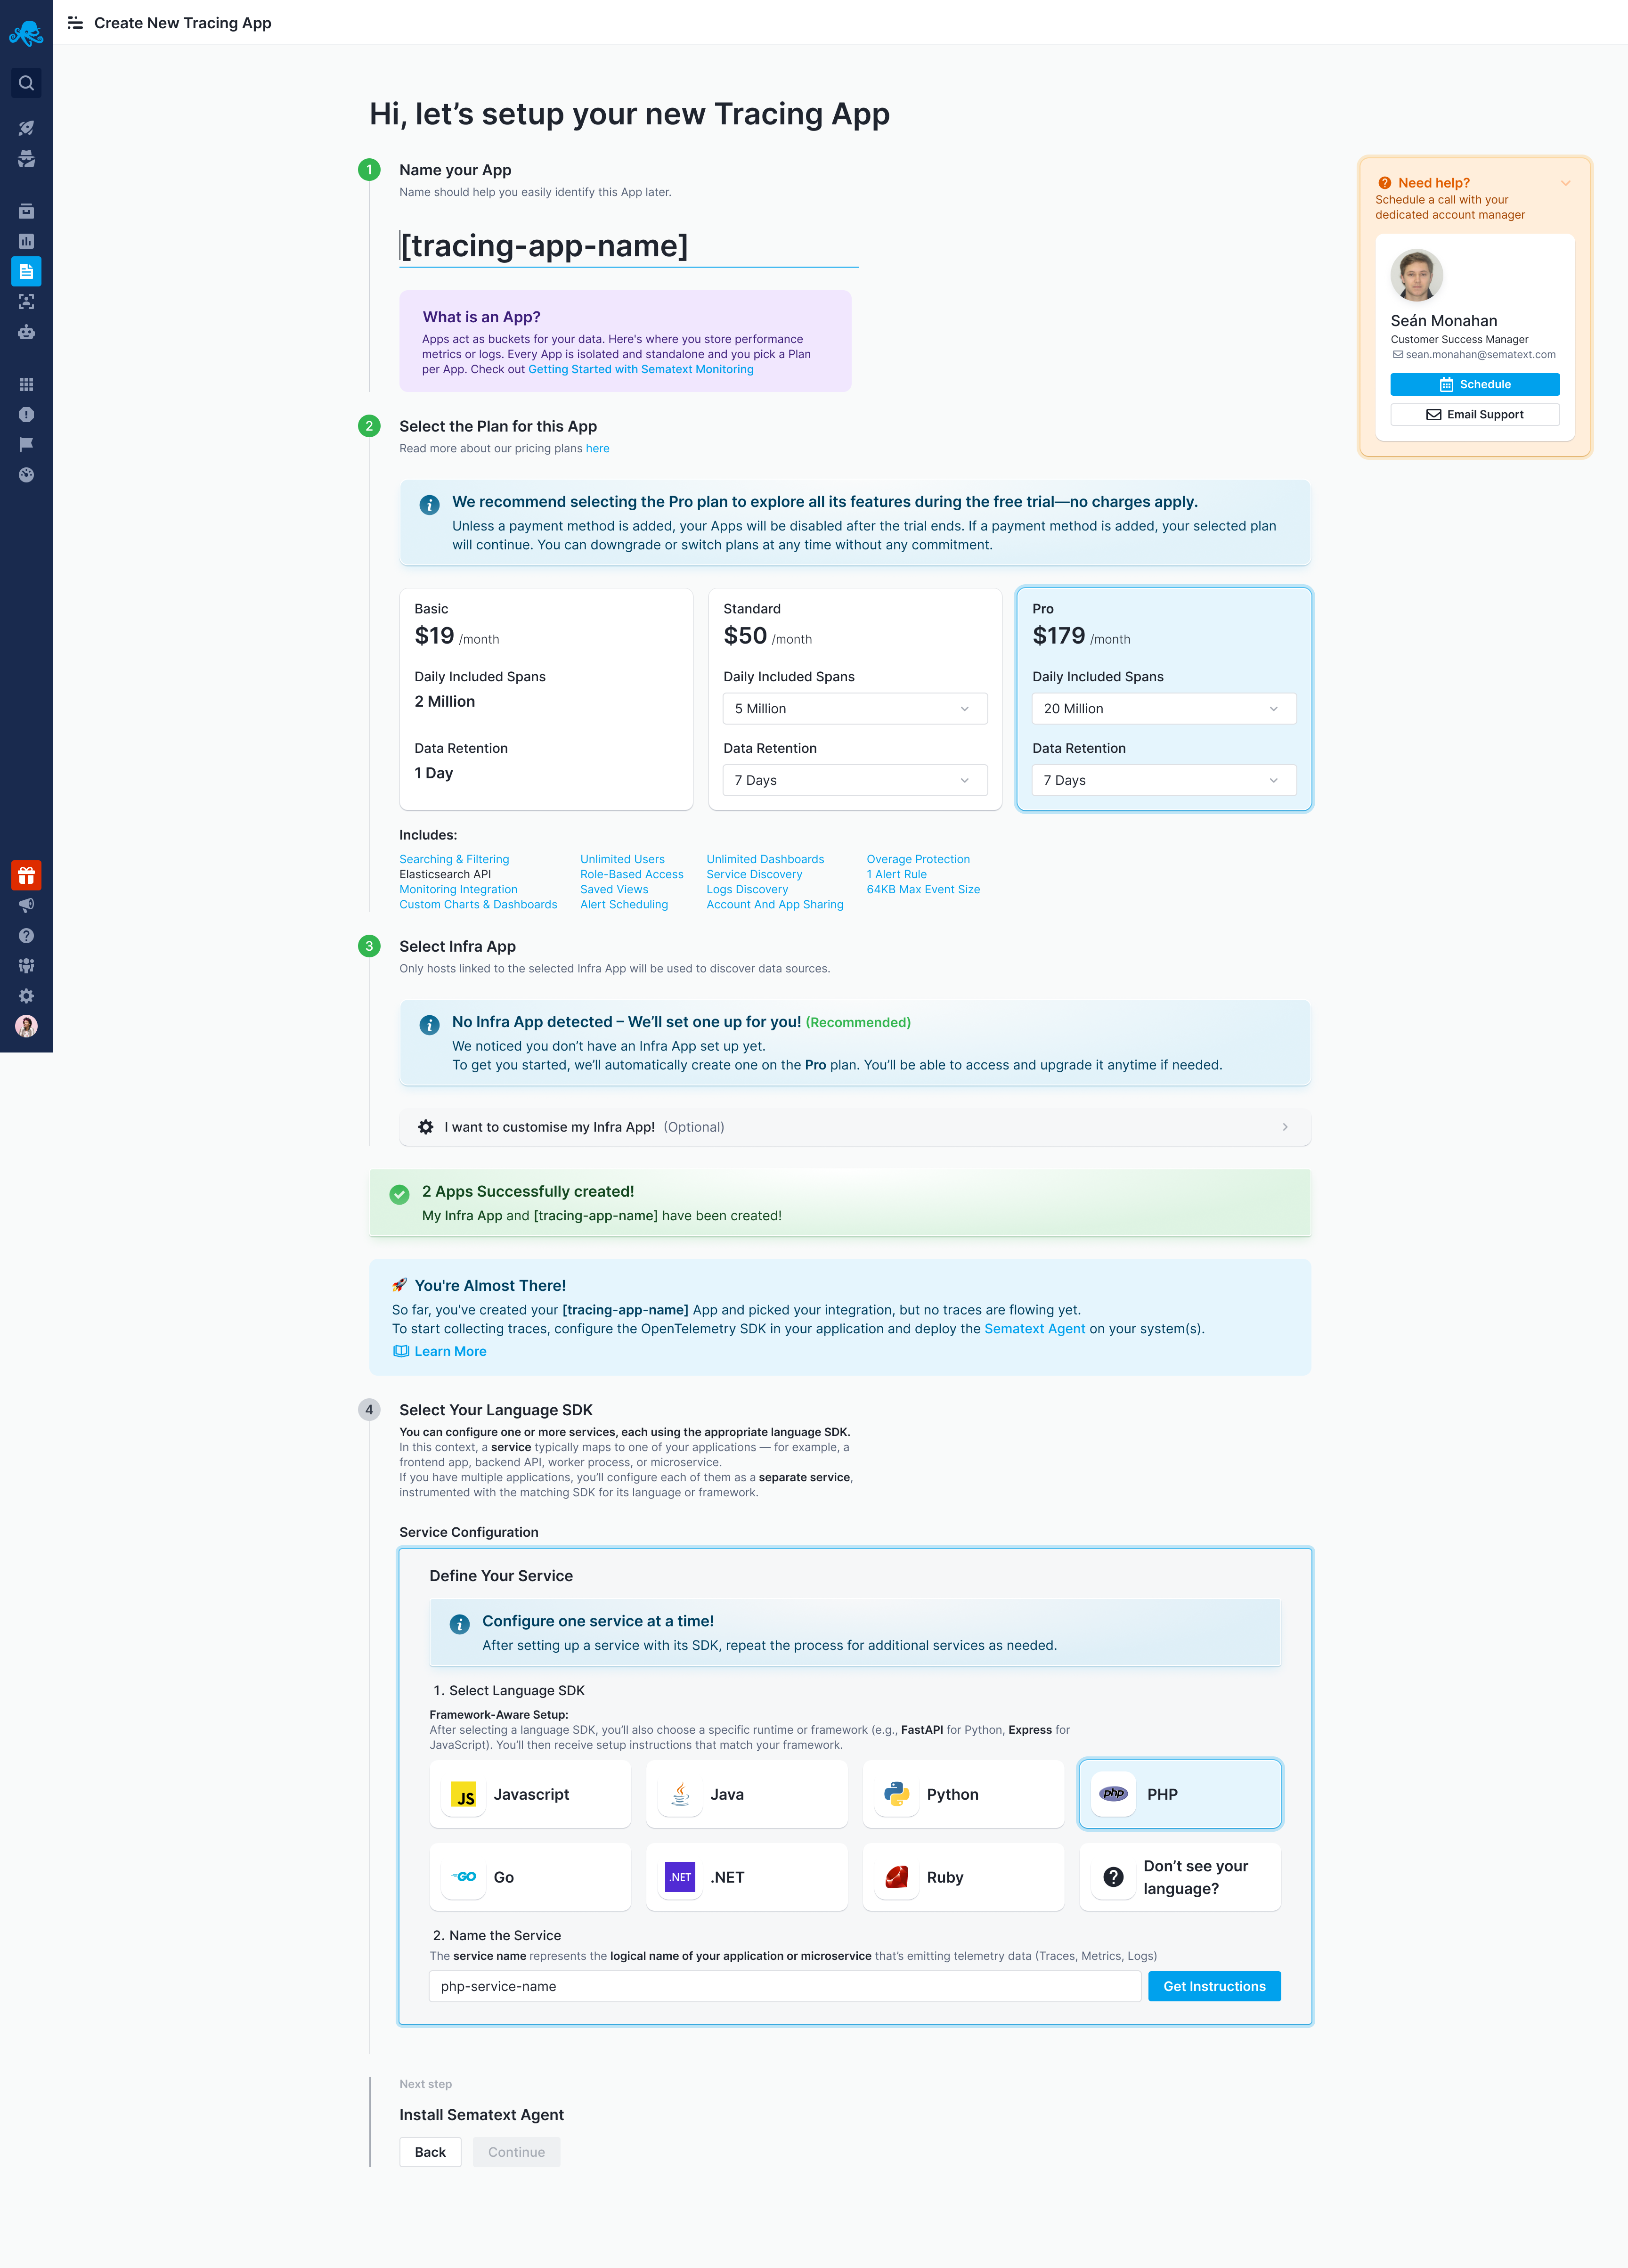 Create New Tracing App
Hi, let’s setup your new Tracing App
1
Name your App
Name should help you easily identify this App later.
[tracing-app-name]
What is an App?
Apps act as buckets for your data. Here's where you store performance
metrics or logs. Every App is isolated and standalone and you pick a Plan
per App. Check out Getting Started with Sematext Monitoring
Need help?
Schedule a call with your
dedicated account manager
Seán Monahan
Customer Success Manager
sean.monahan@sematext.com
Schedule
Email Support
2
Select the Plan for this App
Read more about our pricing plans here
We recommend selecting the Pro plan to explore all its features during the free trial—no charges apply.
Unless a payment method is added, your Apps will be disabled after the trial ends. If a payment method is added, your selected plan
will continue. You can downgrade or switch plans at any time without any commitment.
Basic
$19 /month
Daily Included Spans
2 Million
Data Retention
1 Day
Standard
$50 /month
Daily Included Spans
5 Million
Data Retention
7 Days
Pro
$179 /month
Daily Included Spans
20 Million
Data Retention
7 Days
Includes:
Searching & Filtering
Elasticsearch API
Monitoring Integration
Custom Charts & Dashboards
Unlimited Users
Role-Based Access
Saved Views
Alert Scheduling
Unlimited Dashboards
Service Discovery
Logs Discovery
Account And App Sharing
Overage Protection
1 Alert Rule
64KB Max Event Size
3
Select Infra App
Only hosts linked to the selected Infra App will be used to discover data sources.
No Infra App detected – We’ll set one up for you! (Recommended)
We noticed you don’t have an Infra App set up yet.
To get you started, we’ll automatically create one on the Pro plan. You’ll be able to access and upgrade it anytime if needed.
I want to customise my Infra App! (Optional)
2 Apps Successfully created!
My Infra App and [tracing-app-name] have been created!
🚀 You're Almost There!
So far, you've created your [tracing-app-name] App and picked your integration, but no traces are flowing yet.
To start collecting traces, configure the OpenTelemetry SDK in your application and deploy the Sematext Agent on your system(s).
Learn More
4
Select Your Language SDK
You can configure one or more services, each using the appropriate language SDK.
In this context, a service typically maps to one of your applications — for example, a
frontend app, backend API, worker process, or microservice.
If you have multiple applications, you’ll configure each of them as a separate service,
instrumented with the matching SDK for its language or framework.
Service Configuration
Define Your Service
Configure one service at a time!
After setting up a service with its SDK, repeat the process for additional services as needed.
1. Select Language SDK
Framework-Aware Setup:
After selecting a language SDK, you’ll also choose a specific runtime or framework (e.g., FastAPI for Python, Express for
JavaScript). You’ll then receive setup instructions that match your framework.
JS Javascript
Java
Python
php PHP
GO Go
.NET .NET
Ruby
Don’t see your
language?
2. Name the Service
The service name represents the logical name of your application or microservice that’s emitting telemetry data (Traces, Metrics, Logs)
php-service-name
Get Instructions
Next step
Install Sematext Agent
Back
Continue